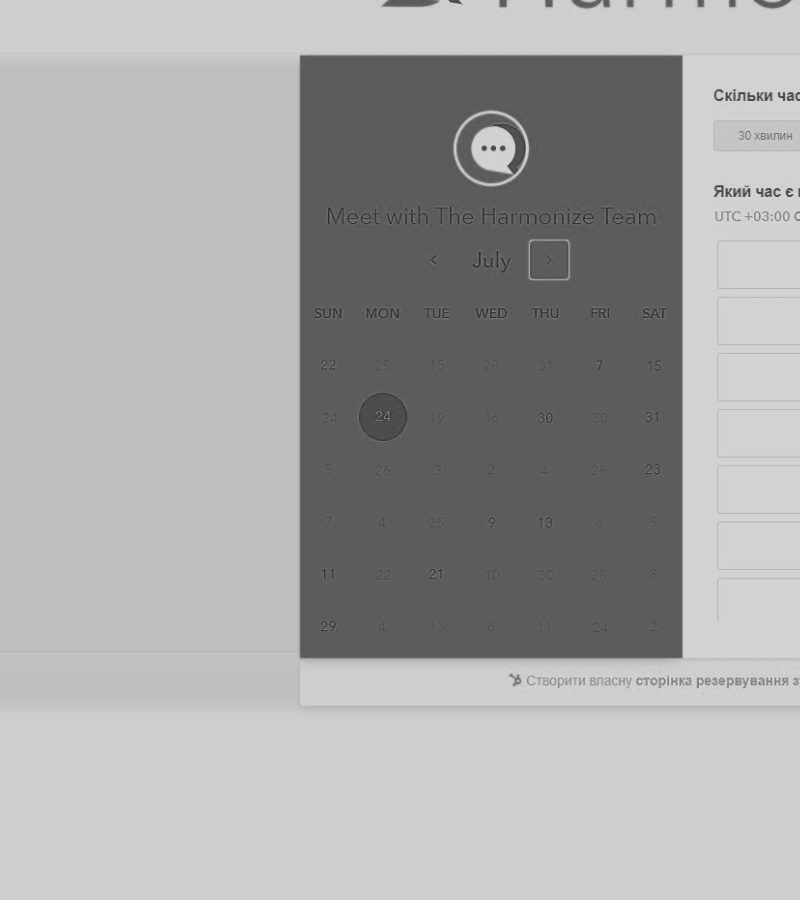 Скільки
30 хвилин
Meet with The Harmonize Team
Який час є
UTC +03:00
‹ July ›
SUN MON TUE WED THU FRI SAT
22 25 15 28 31 7 15
24 24 19 16 30 30 31
5 26 3 2 4 28 23
7 4 25 9 13 8 9
11 22 21 10 30 28 8
29 4 13 8 11 24 2
Створити власну сторінка резервування